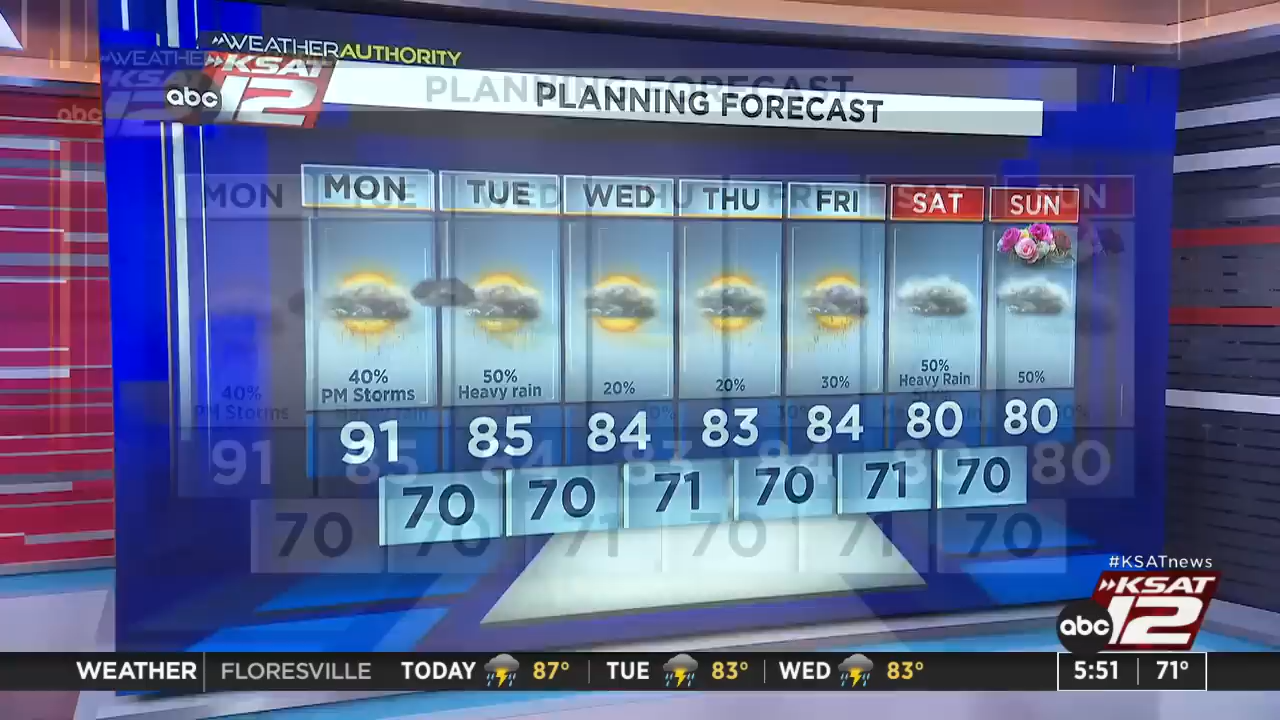 WEATHERAUTHORITY
KSAT
abc 12
PLANNING FORECAST
MON TUE WED THU FRI SAT SUN
40% 50% 20% 20% 30% 50% 50%
PM Storms Heavy rain Heavy Rain
91 85 84 83 84 80 80
70 70 71 70 71 70
#KSATnews
KSAT
abc 12
WEATHER FLORESVILLE TODAY 87° TUE 83° WED 83° 5:51 71°